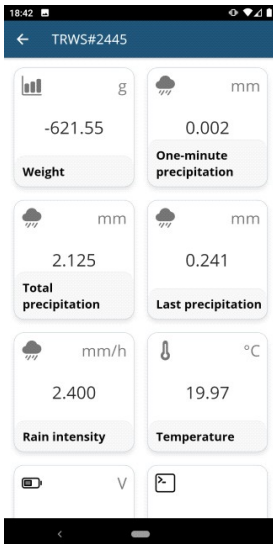 18:42
TRWS#2445
g
-621.55
Weight
mm
0.002
One-minute
precipitation
mm
2.125
Total
precipitation
mm
0.241
Last precipitation
mm/h
2.400
Rain intensity
°C
19.97
Temperature
V